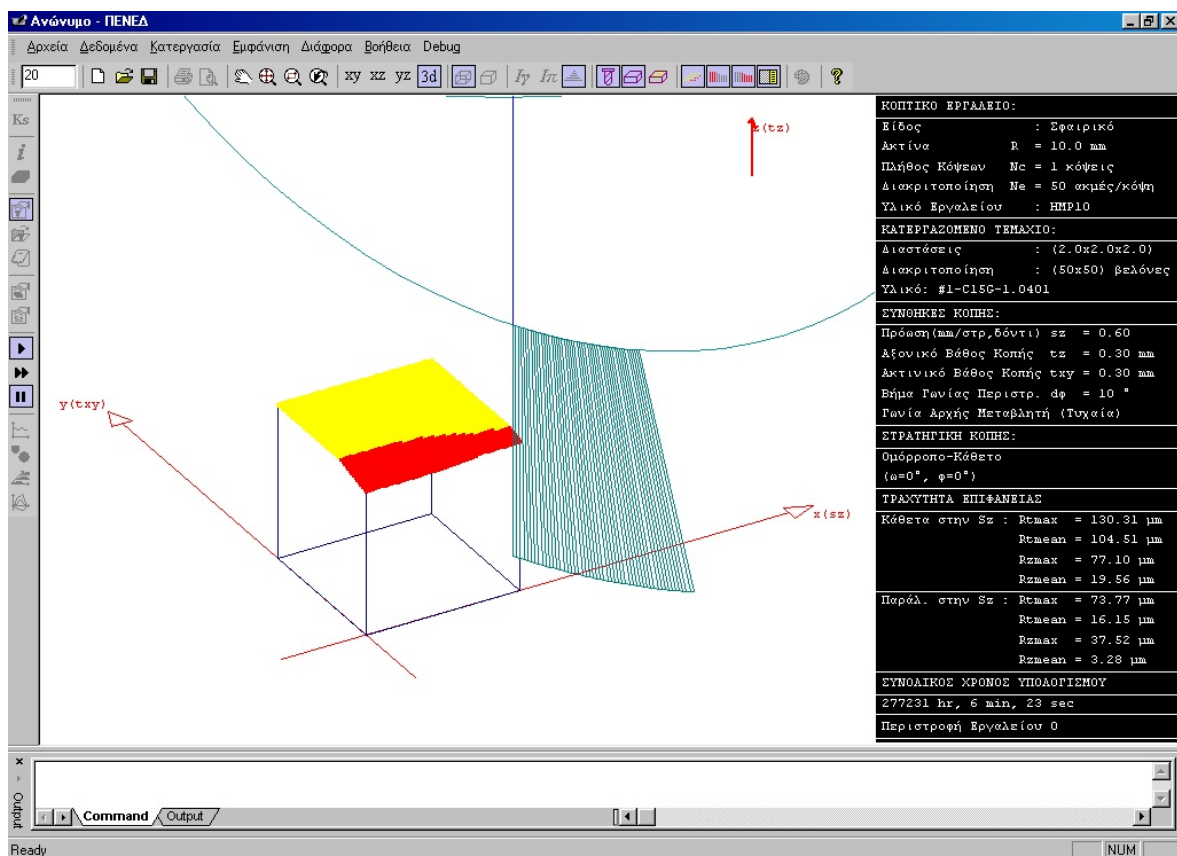 Ανώνυμο - ΠΕΝΕΔ
Αρχεία Δεδομένα Κατεργασία Εμφάνιση Διάφορα Βοήθεια Debug
20 xy xz yz 3d Iy Iπ ?
Ks
i
z(tz)
y(txy)
x(sz)
ΚΟΠΤΙΚΟ ΕΡΓΑΛΕΙΟ:
Είδος : Σφαιρικό
Ακτίνα R = 10.0 mm
Πλήθος Κόψεων Nc = 1 κόψεις
Διακριτοποίηση Ne = 50 ακμές/κόψη
Υλικό Εργαλείου : HMP10
ΚΑΤΕΡΓΑΖΟΜΕΝΟ ΤΕΜΑΧΙΟ:
Διαστάσεις : (2.0x2.0x2.0)
Διακριτοποίηση : (50x50) βελόνες
Υλικό: #1-C15G-1.0401
ΣΥΝΘΗΚΕΣ ΚΟΠΗΣ:
Πρόωση(mm/στρ,δόντι) sz = 0.60
Αξονικό Βάθος Κοπής tz = 0.30 mm
Ακτινικό Βάθος Κοπής txy = 0.30 mm
Βήμα Γωνίας Περιστρ. dφ = 10 °
Γωνία Αρχής Μεταβλητή (Τυχαία)
ΣΤΡΑΤΗΓΙΚΗ ΚΟΠΗΣ:
Ομόρροπο-Κάθετο
(ω=0°, φ=0°)
ΤΡΑΧΥΤΗΤΑ ΕΠΙΦΑΝΕΙΑΣ
Κάθετα στην Sz : Rtmax = 130.31 μm
Rtmean = 104.51 μm
Rzmax = 77.10 μm
Rzmean = 19.56 μm
Παράλ. στην Sz : Rtmax = 73.77 μm
Rtmean = 16.15 μm
Rzmax = 37.52 μm
Rzmean = 3.28 μm
ΣΥΝΟΛΙΚΟΣ ΧΡΟΝΟΣ ΥΠΟΛΟΓΙΣΜΟΥ
277231 hr, 6 min, 23 sec
Περιστροφή Εργαλείου 0
Output
Command Output
Ready NUM